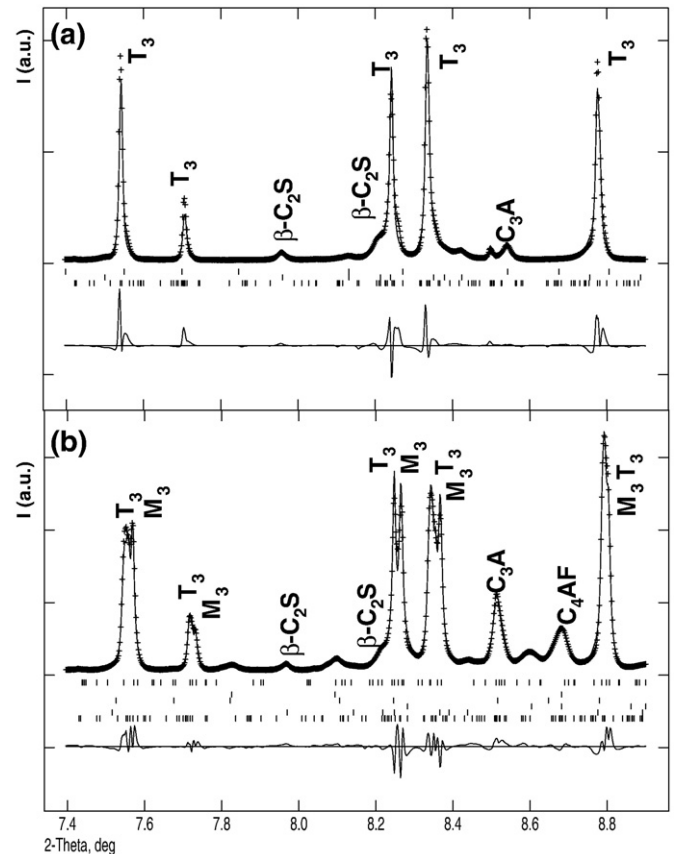 (a)
I (a.u.)
T₃
T₃
β-C₂S
β-C₂S
T₃
T₃
C₃A
T₃
(b)
I (a.u.)
T₃
M₃
T₃
M₃
β-C₂S
β-C₂S
T₃
M₃
T₃
M₃
C₃A
C₄AF
M₃T₃
7.4 7.6 7.8 8.0 8.2 8.4 8.6 8.8
2-Theta, deg